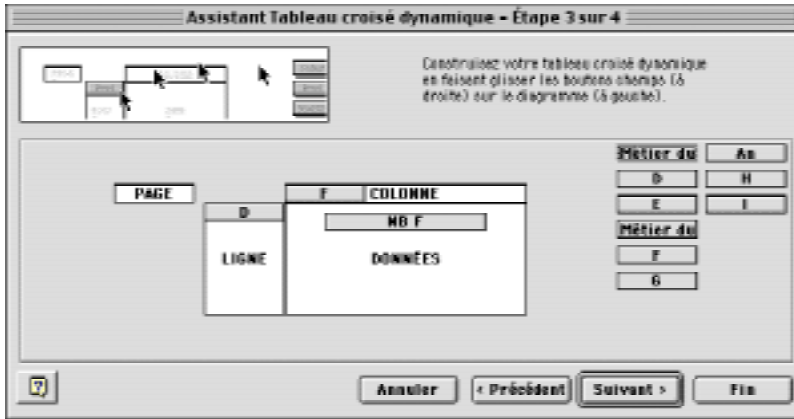 Assistant Tableau croisé dynamique – Étape 3 sur 4
Construisez votre tableau croisé dynamique
en faisant glisser les boutons champs (à
droite) sur le diagramme (à gauche).
Métier du An
D H
PAGE F COLONNE E I
D NB F Métier du
LIGNE DONNÉES F
G
Annuler < Précédent Suivant > Fin